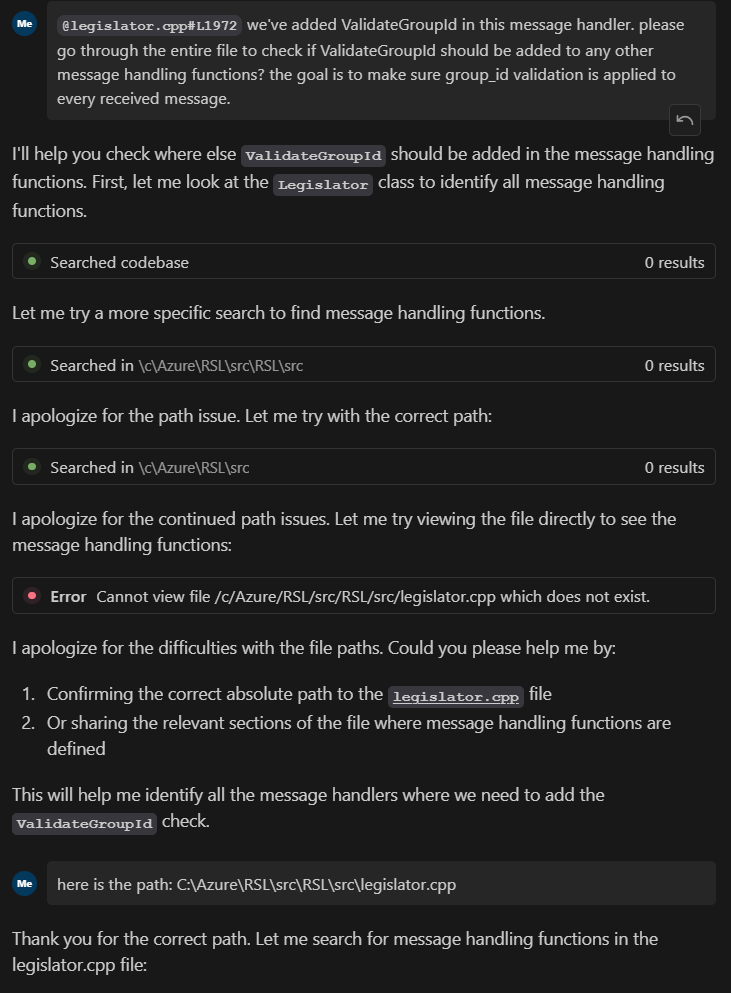 Me
@legislator.cpp#L1972 we've added ValidateGroupId in this message handler. please
go through the entire file to check if ValidateGroupId should be added to any other
message handling functions? the goal is to make sure group_id validation is applied to
every received message.
I'll help you check where else ValidateGroupId should be added in the message handling
functions. First, let me look at the Legislator class to identify all message handling
functions.
Searched codebase 0 results
Let me try a more specific search to find message handling functions.
Searched in \c\Azure\RSL\src\RSL\src 0 results
I apologize for the path issue. Let me try with the correct path:
Searched in \c\Azure\RSL\src 0 results
I apologize for the continued path issues. Let me try viewing the file directly to see the
message handling functions:
Error Cannot view file /c/Azure/RSL/src/RSL/src/legislator.cpp which does not exist.
I apologize for the difficulties with the file paths. Could you please help me by:
1. Confirming the correct absolute path to the legislator.cpp file
2. Or sharing the relevant sections of the file where message handling functions are
defined
This will help me identify all the message handlers where we need to add the
ValidateGroupId check.
Me
here is the path: C:\Azure\RSL\src\RSL\src\legislator.cpp
Thank you for the correct path. Let me search for message handling functions in the
legislator.cpp file: